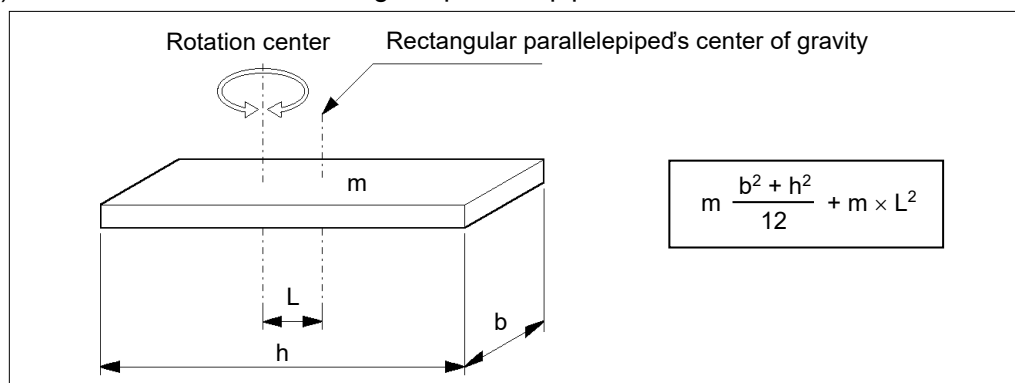 Rotation center
Rectangular parallelepiped's center of gravity
m
m b² + h² / 12 + m × L²
L
b
h